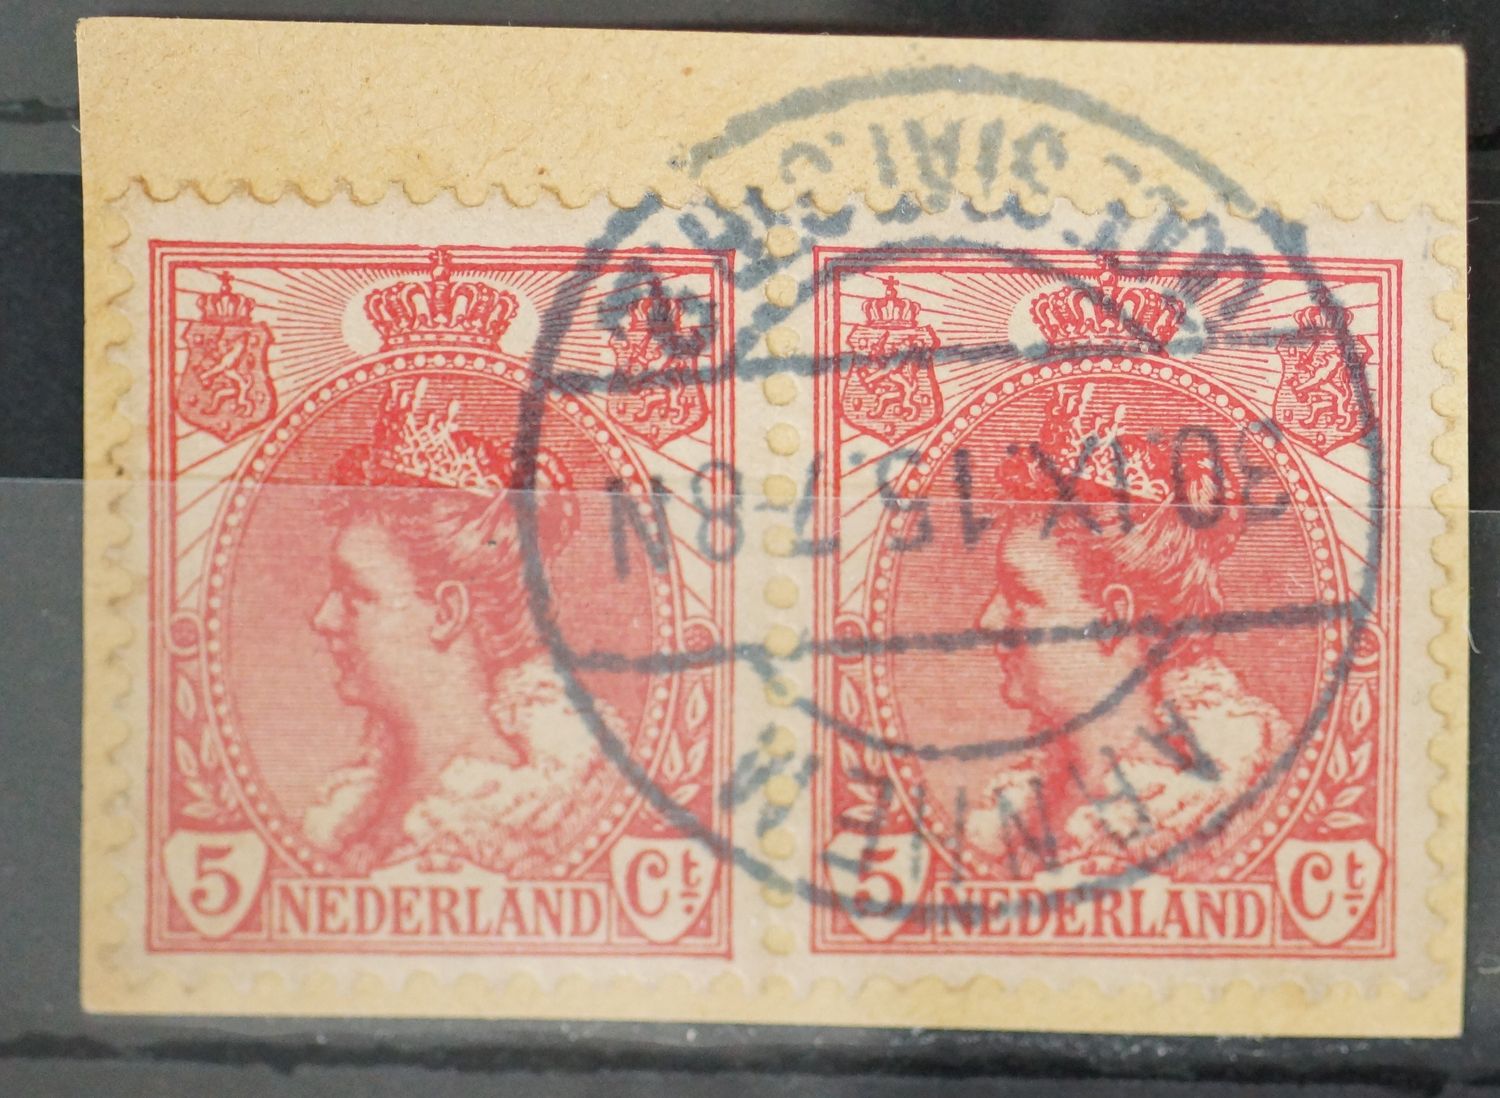 30.IX.15.7-8N
ARNHEM
5 NEDERLAND Ct.
5 NEDERLAND Ct.